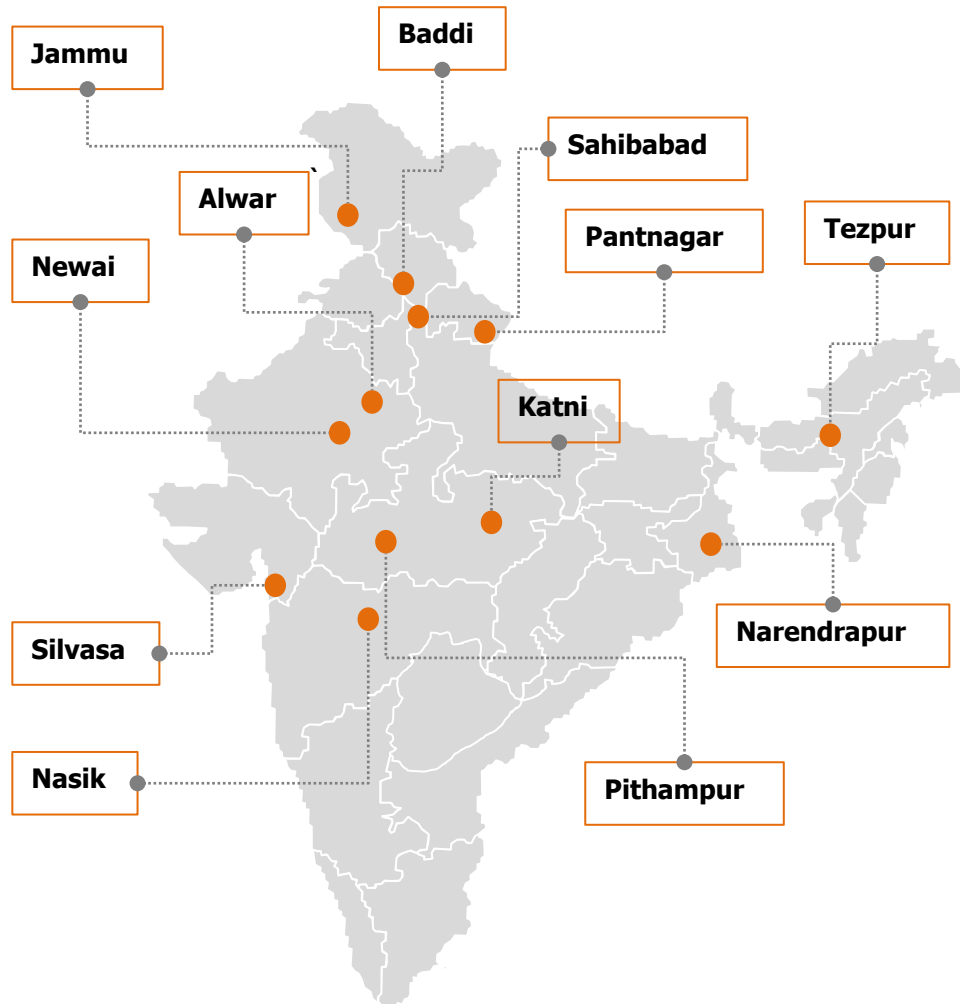 Baddi
Jammu
Sahibabad
`
Alwar
Pantnagar
Tezpur
Newai
Katni
Narendrapur
Silvasa
Nasik
Pithampur